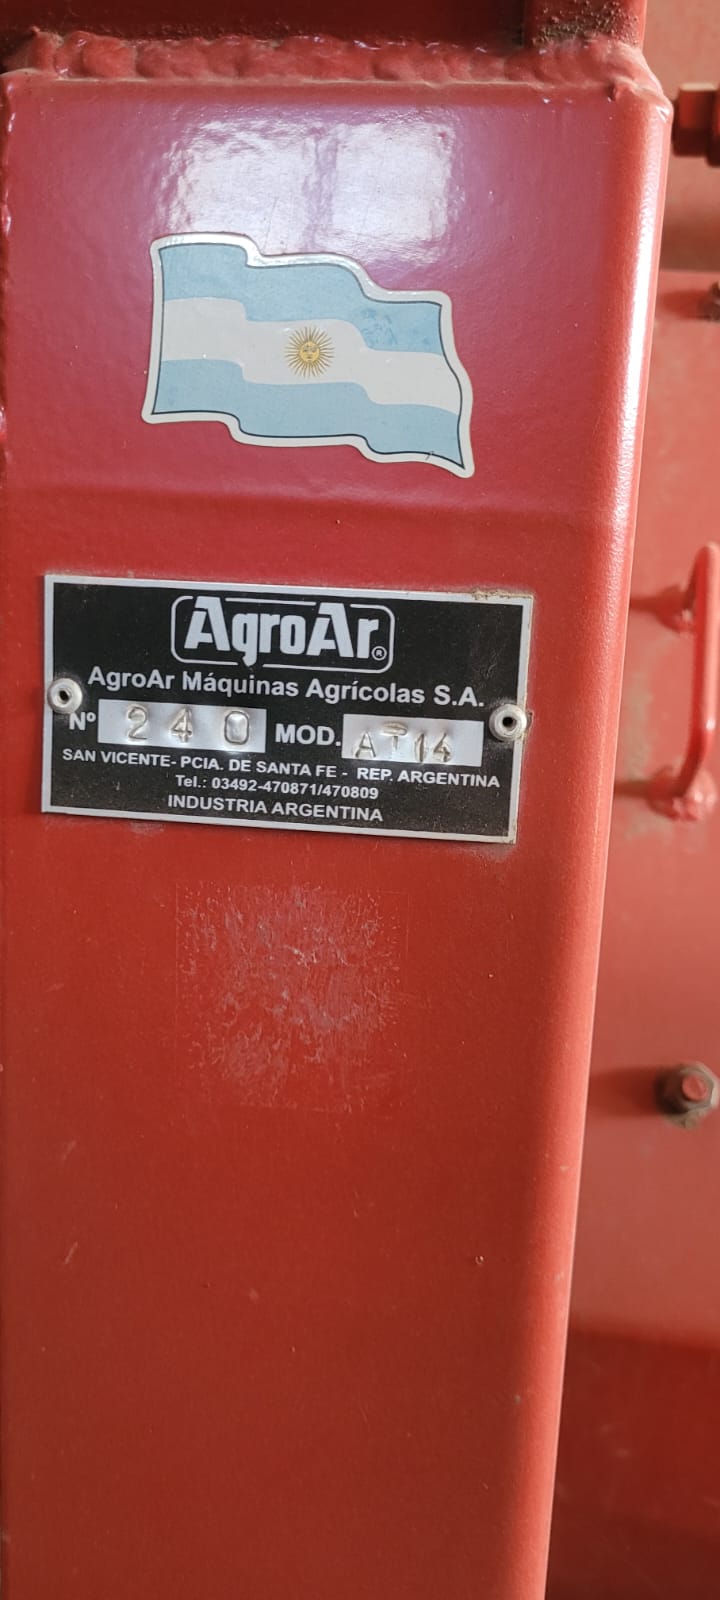 AgroAr®
AgroAr Máquinas Agrícolas S.A.
Nº 240 MOD. AT14
SAN VICENTE- PCIA. DE SANTA FE - REP. ARGENTINA
Tel.: 03492-470871/470809
INDUSTRIA ARGENTINA